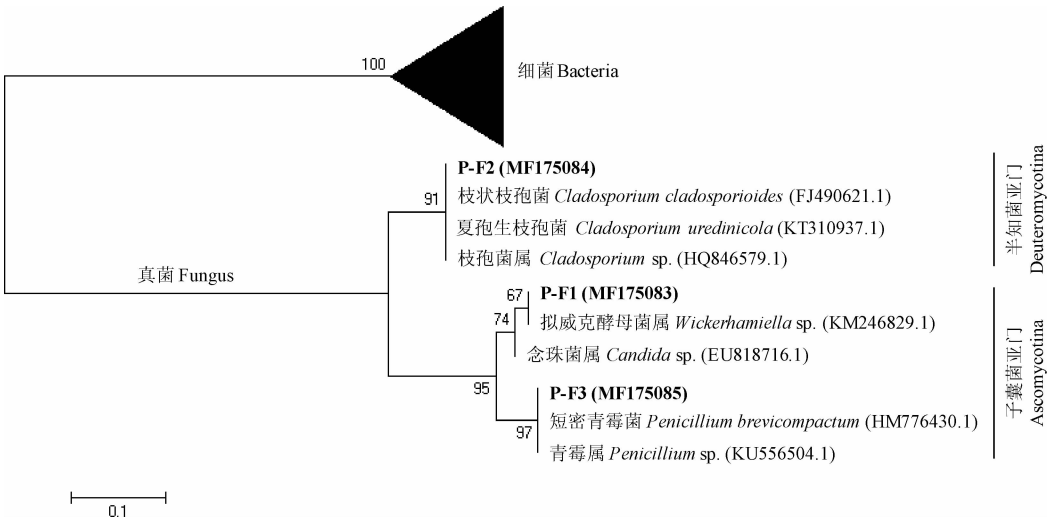 100
细菌 Bacteria
P-F2 (MF175084)
91
枝状枝孢菌 Cladosporium cladosporioides (FJ490621.1)
夏孢生枝孢菌 Cladosporium uredinicola (KT310937.1)
枝孢菌属 Cladosporium sp. (HQ846579.1)
半知菌亚门
Deuteromycotina
真菌 Fungus
67
P-F1 (MF175083)
74
拟威克酵母菌属 Wickerhamiella sp. (KM246829.1)
念珠菌属 Candida sp. (EU818716.1)
95
P-F3 (MF175085)
97
短密青霉菌 Penicillium brevicompactum (HM776430.1)
青霉属 Penicillium sp. (KU556504.1)
子囊菌亚门
Ascomycotina
0.1